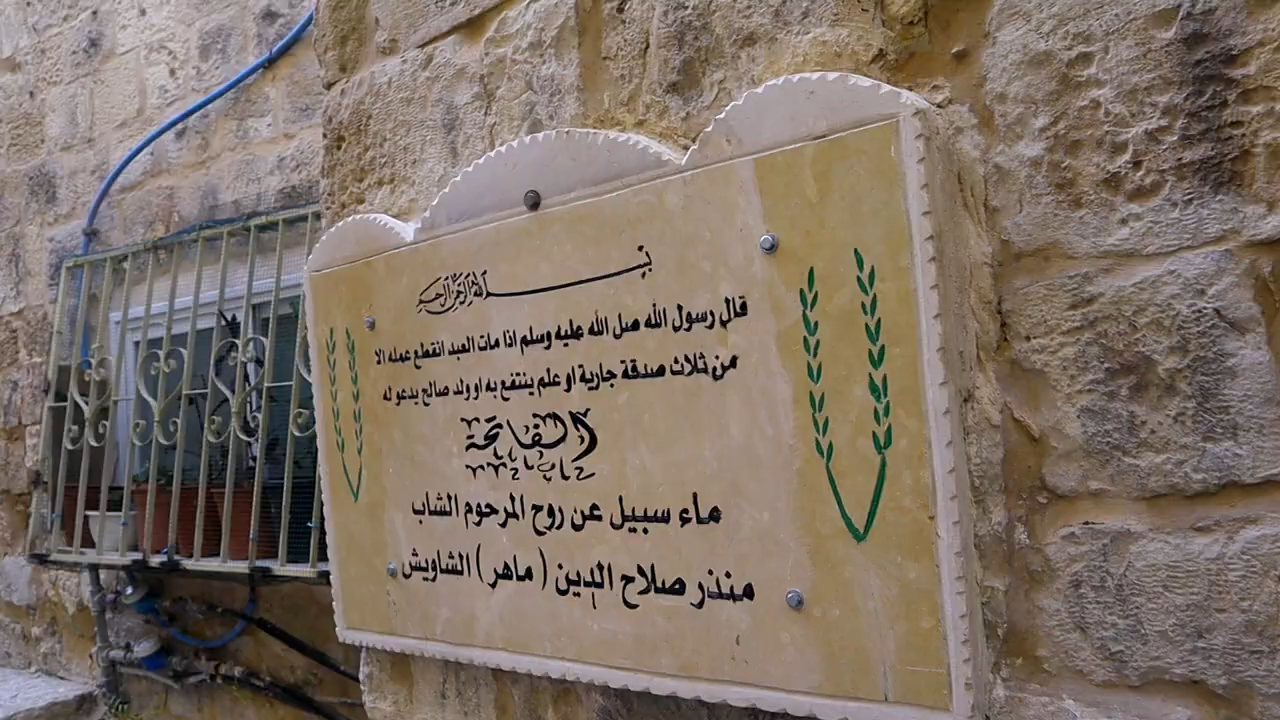 بسم الله الرحمن الرحيم
قال رسول الله صل الله عليه وسلم اذا مات العبد انقطع عمله الا
من ثلاث صدقة جارية او علم ينتفع به او ولد صالح يدعو له
الفاتحة
ماء سبيل عن روح المرحوم الشاب
منذر صلاح الدين (ماهر) الشاويش